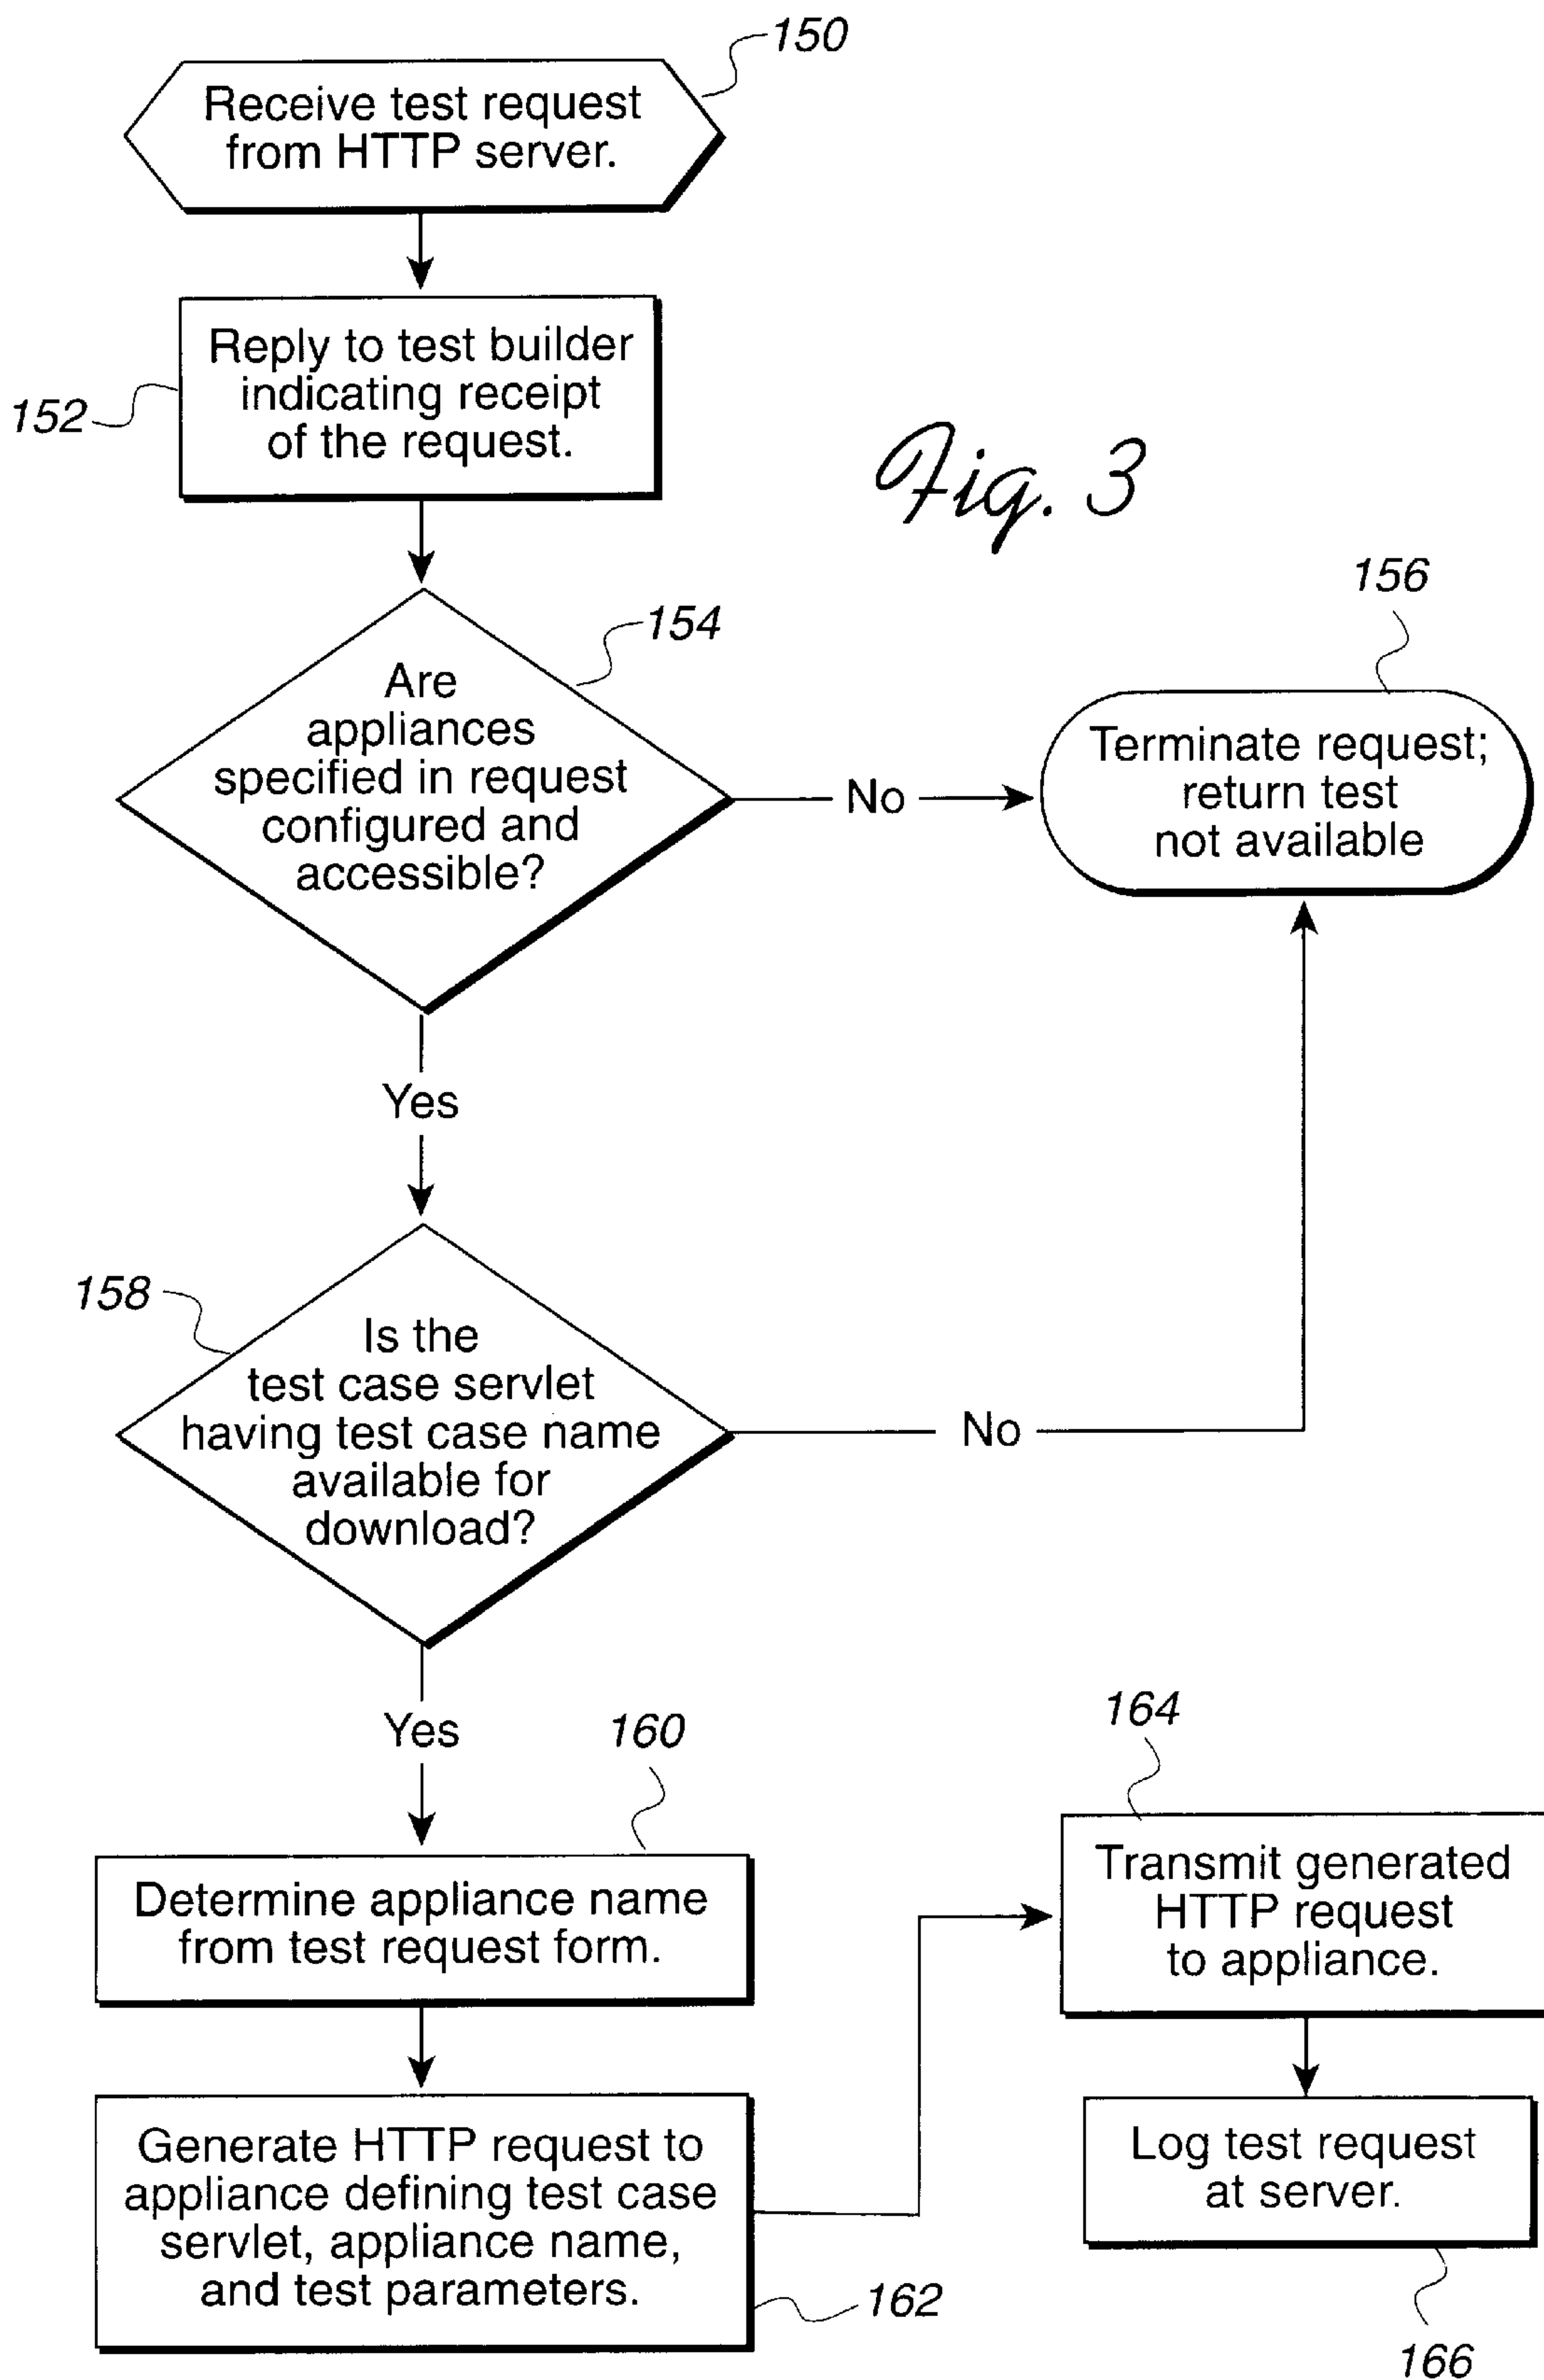 150
Receive test request
from HTTP server.
152
Reply to test builder
indicating receipt
of the request.
Fig. 3
154
Are
appliances
specified in request
configured and
accessible?
No
156
Terminate request;
return test
not available
Yes
158
Is the
test case servlet
having test case name
available for
download?
No
Yes
160
Determine appliance name
from test request form.
Generate HTTP request to
appliance defining test case
servlet, appliance name,
and test parameters.
162
164
Transmit generated
HTTP request
to appliance.
Log test request
at server.
166